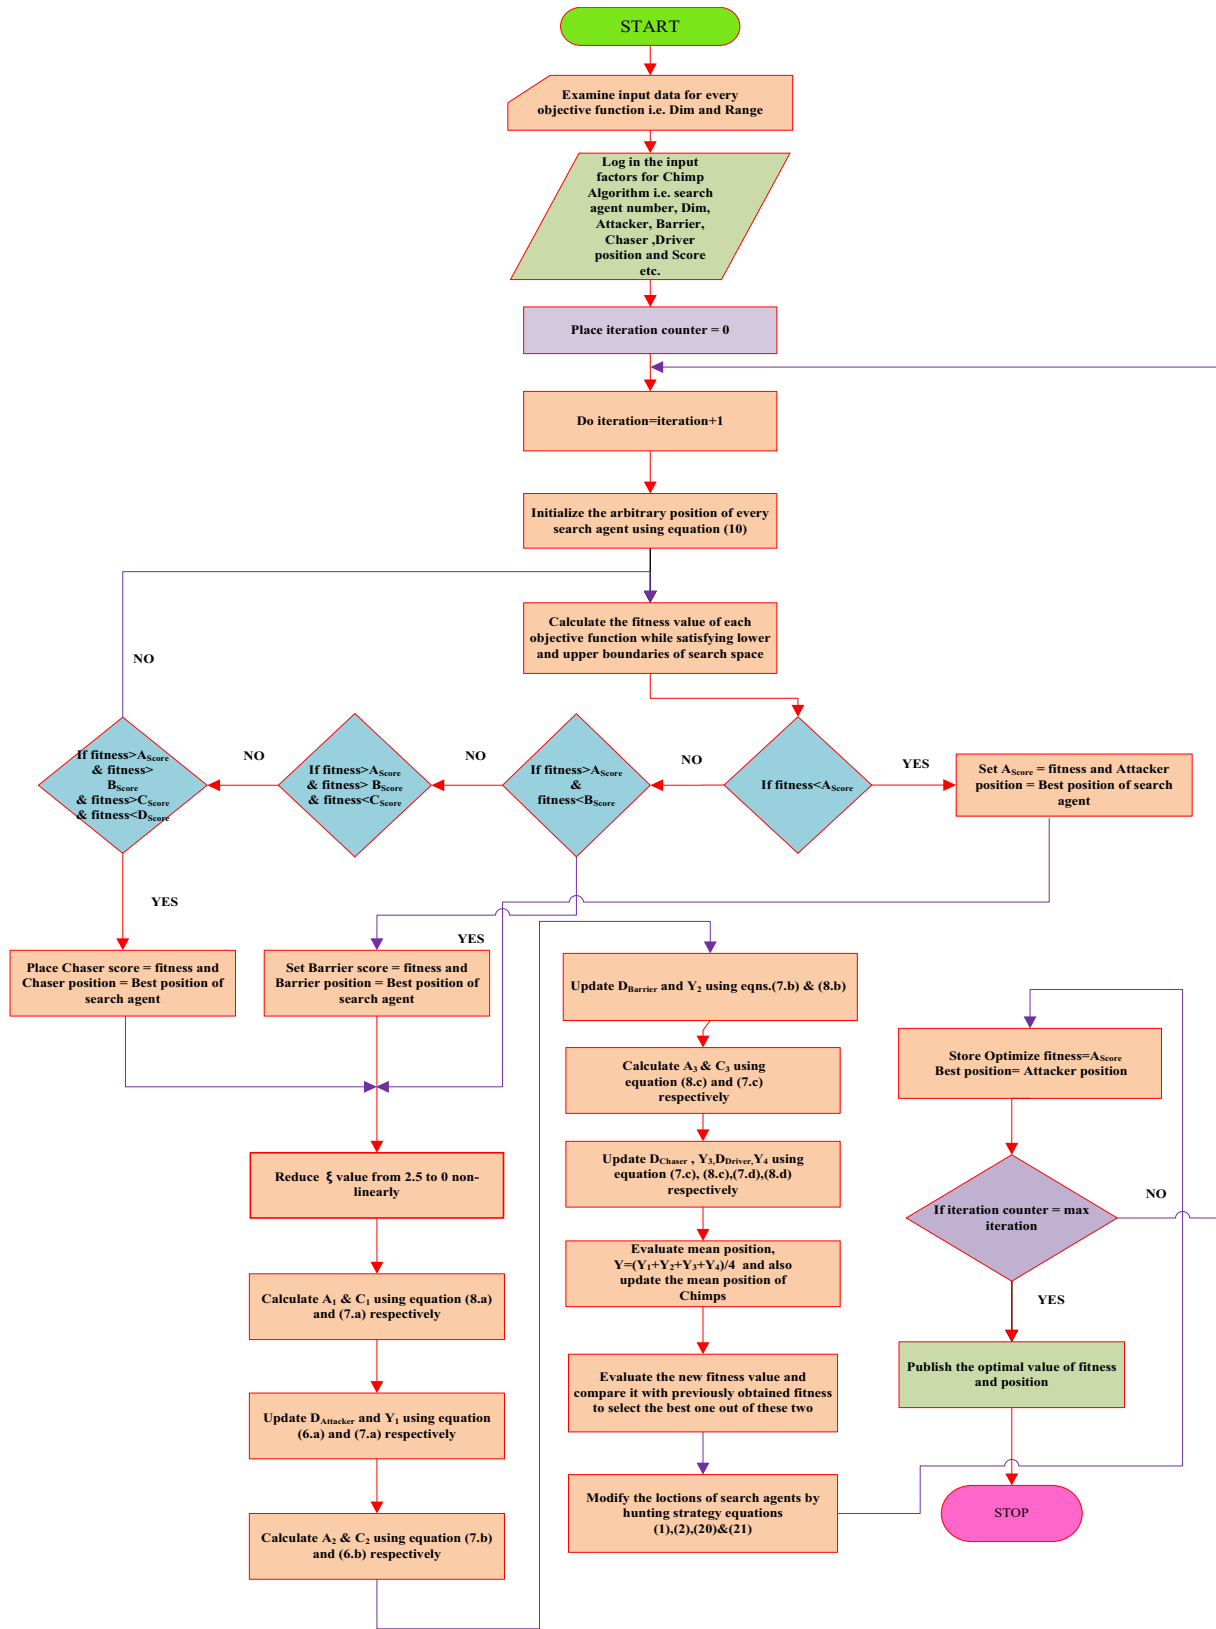 START
Examine input data for every
objective function i.e. Dim and Range
Log in the input
factors for Chimp
Algorithm i.e. search
agent number, Dim,
Attacker, Barrier,
Chaser ,Driver
position and Score
etc.
Place iteration counter = 0
Do iteration=iteration+1
Initialize the arbitrary position of every
search agent using equation (10)
Calculate the fitness value of each
objective function while satisfying lower
and upper boundaries of search space
NO
If fitness>AScore
& fitness>
BScore
& fitness>CScore
& fitness<DScore
NO
If fitness>AScore
& fitness> BScore
& fitness<CScore
NO
If fitness>AScore
&
fitness<BScore
NO
If fitness<AScore
YES
Set AScore = fitness and Attacker
position = Best position of search
agent
YES
YES
Place Chaser score = fitness and
Chaser position = Best position of
search agent
Set Barrier score = fitness and
Barrier position = Best position of
search agent
Reduce ξ value from 2.5 to 0 non-
linearly
Calculate A1 & C1 using equation (8.a)
and (7.a) respectively
Update DAttacker and Y1 using equation
(6.a) and (7.a) respectively
Calculate A2 & C2 using equation (7.b)
and (6.b) respectively
Update DBarrier and Y2 using eqns.(7.b) & (8.b)
Calculate A3 & C3 using
equation (8.c) and (7.c)
respectively
Update DChaser , Y3,DDriver,Y4 using
equation (7.c), (8.c),(7.d),(8.d)
respectively
Evaluate mean position,
Y=(Y1+Y2+Y3+Y4)/4 and also
update the mean position of
Chimps
Evaluate the new fitness value and
compare it with previously obtained fitness
to select the best one out of these two
Modify the loctions of search agents by
hunting strategy equations
(1),(2),(20)&(21)
Store Optimize fitness=AScore
Best position= Attacker position
If iteration counter = max
iteration
NO
YES
Publish the optimal value of fitness
and position
STOP